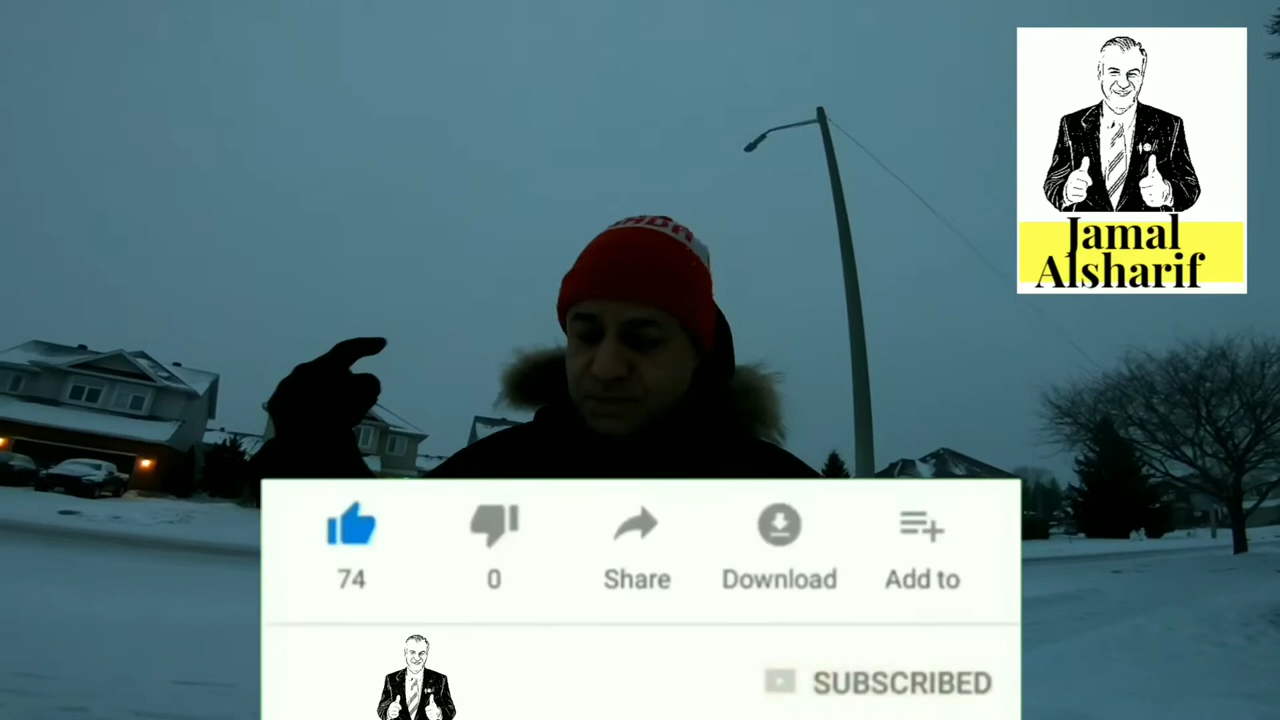 Jamal
Alsharif
74
0
Share
Download
Add to
SUBSCRIBED